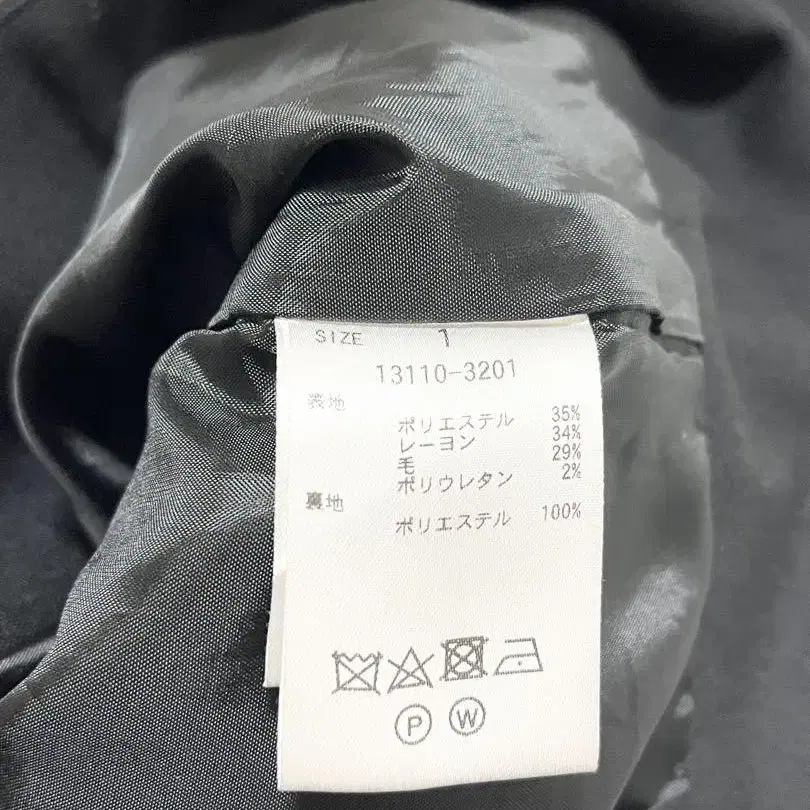 SIZE 1
13110-3201
表地
ポリエステル 35%
レーヨン 34%
毛 29%
ポリウレタン 2%
裏地
ポリエステル 100%
P W